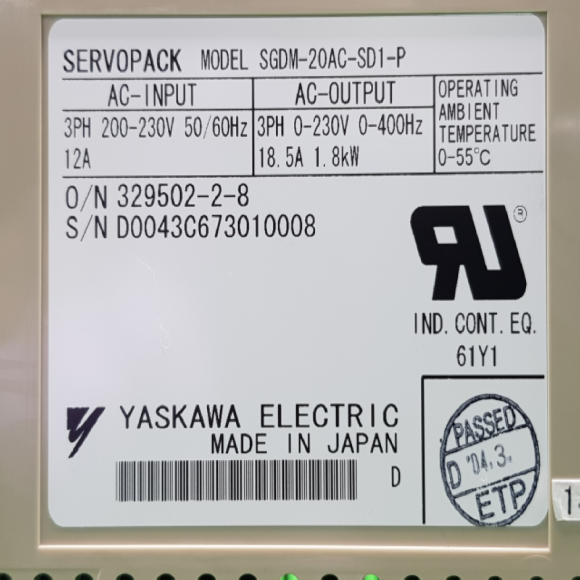 SERVOPACK MODEL SGDM-20AC-SD1-P
AC-INPUT
3PH 200-230V 50/60Hz
12A
AC-OUTPUT
3PH 0-230V 0-400Hz
18.5A 1.8kW
OPERATING
AMBIENT
TEMPERATURE
0-55°C
O/N 329502-2-8
S/N D0043C673010008
RU®
IND. CONT. EQ.
61Y1
YASKAWA ELECTRIC
MADE IN JAPAN
D
PASSED
D '04.3.
ETP